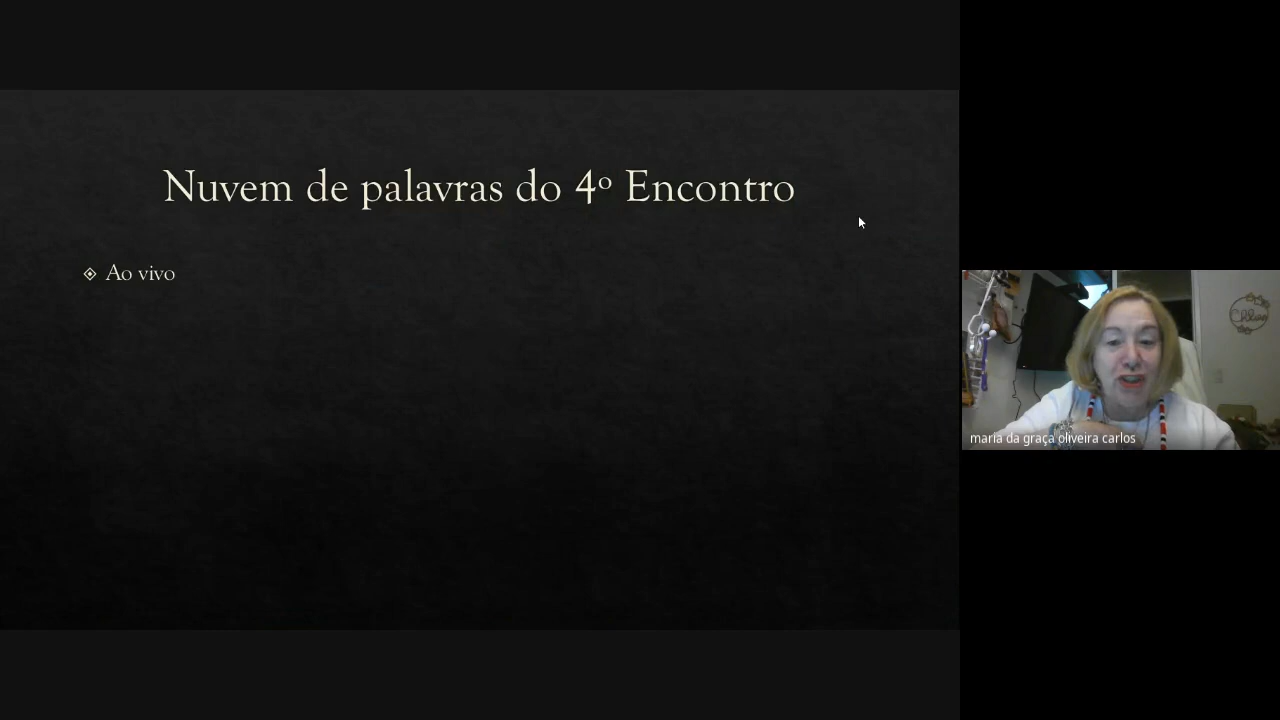 Nuvem de palavras do 4º Encontro
Ao vivo
maria da graça oliveira carlos